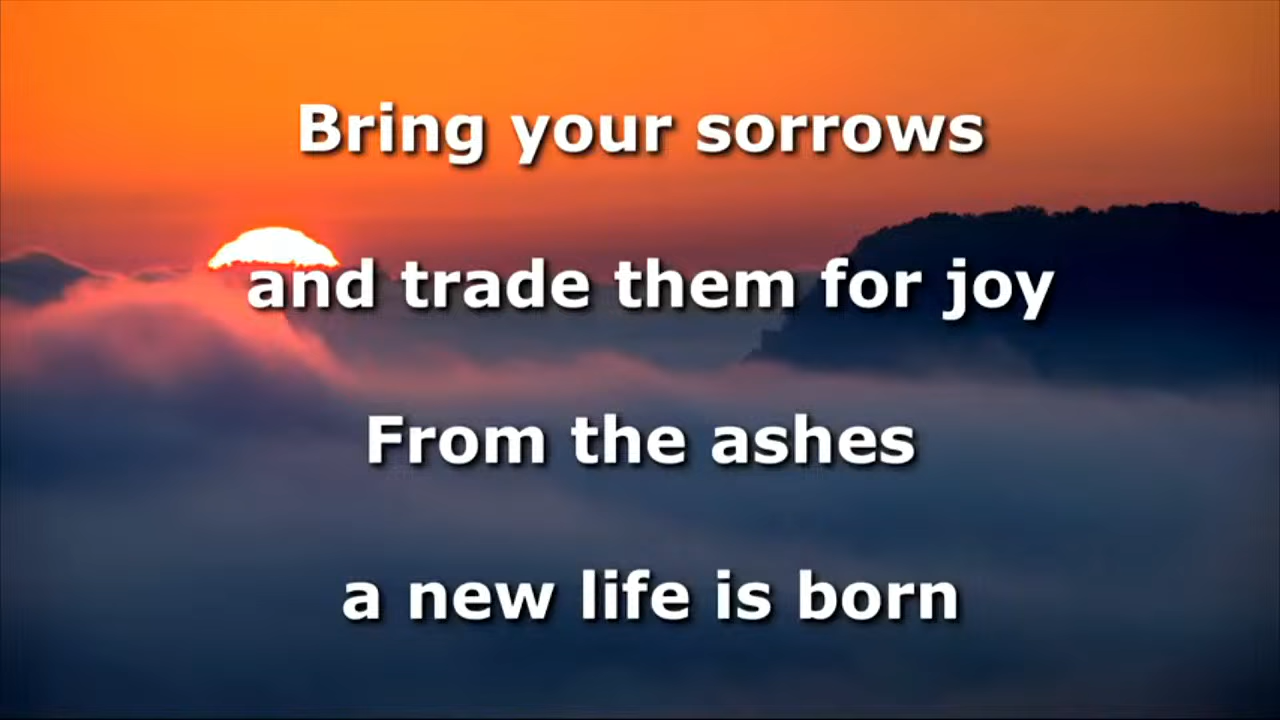 Bring your sorrows
and trade them for joy
From the ashes
a new life is born